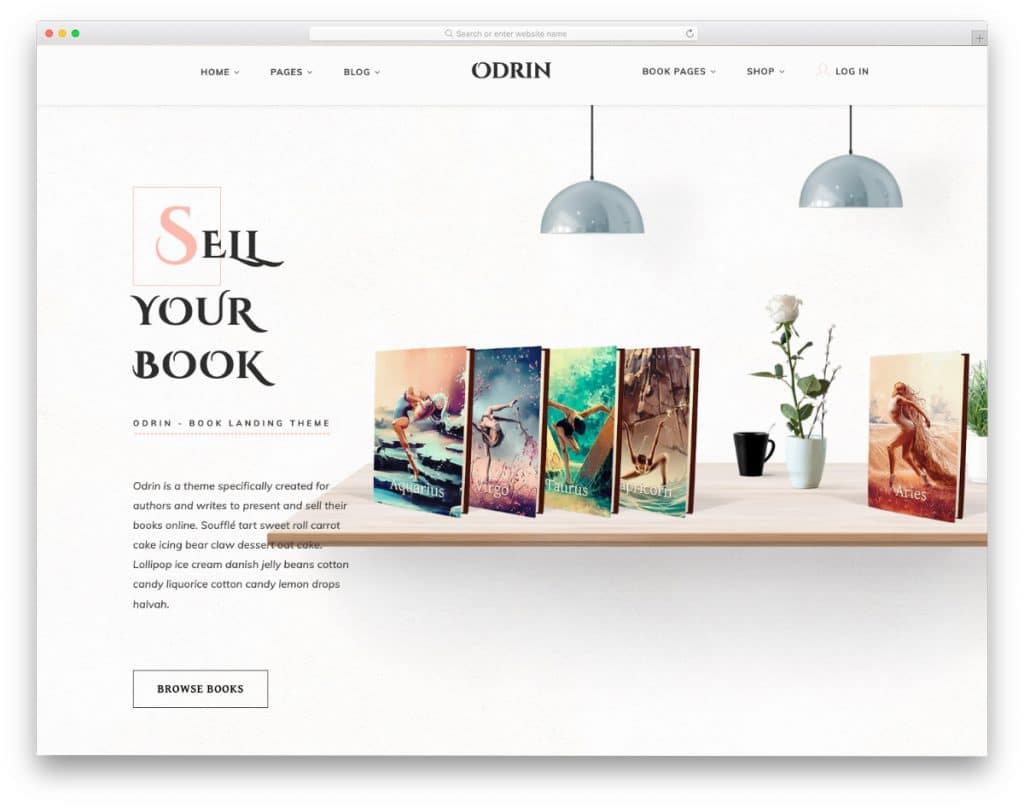 Search or enter website name
HOME
PAGES
BLOG
ODRIN
BOOK PAGES
SHOP
LOG IN
SELL
YOUR
BOOK
ODRIN - BOOK LANDING THEME
Odrin is a theme specifically created for
authors and writes to present and sell their
books online. Soufflé tart sweet roll carrot
cake icing bear claw dessert oat cake.
Lollipop ice cream danish jelly beans cotton
candy liquorice cotton candy lemon drops
halvah.
BROWSE BOOKS
Aquarius
Virgo
Taurus
apricorn
Aries